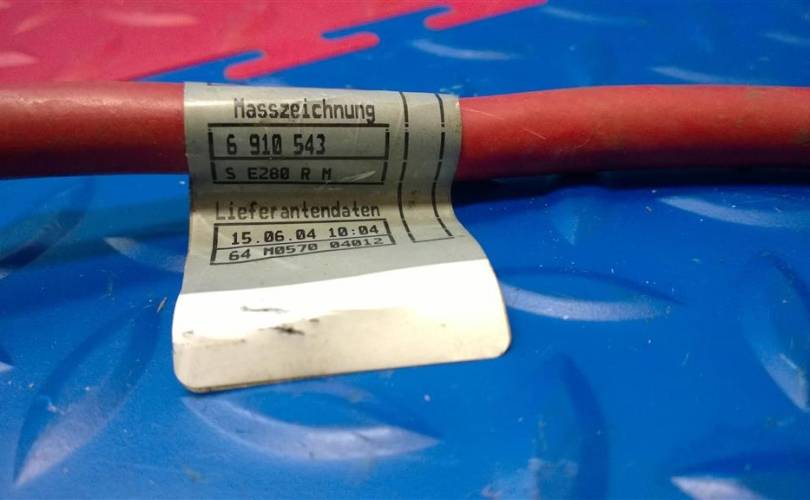 Masszeichnung
6 910 543
S E280 R M
Lieferantendaten
15.06.04 10:04
64 M0570 04012